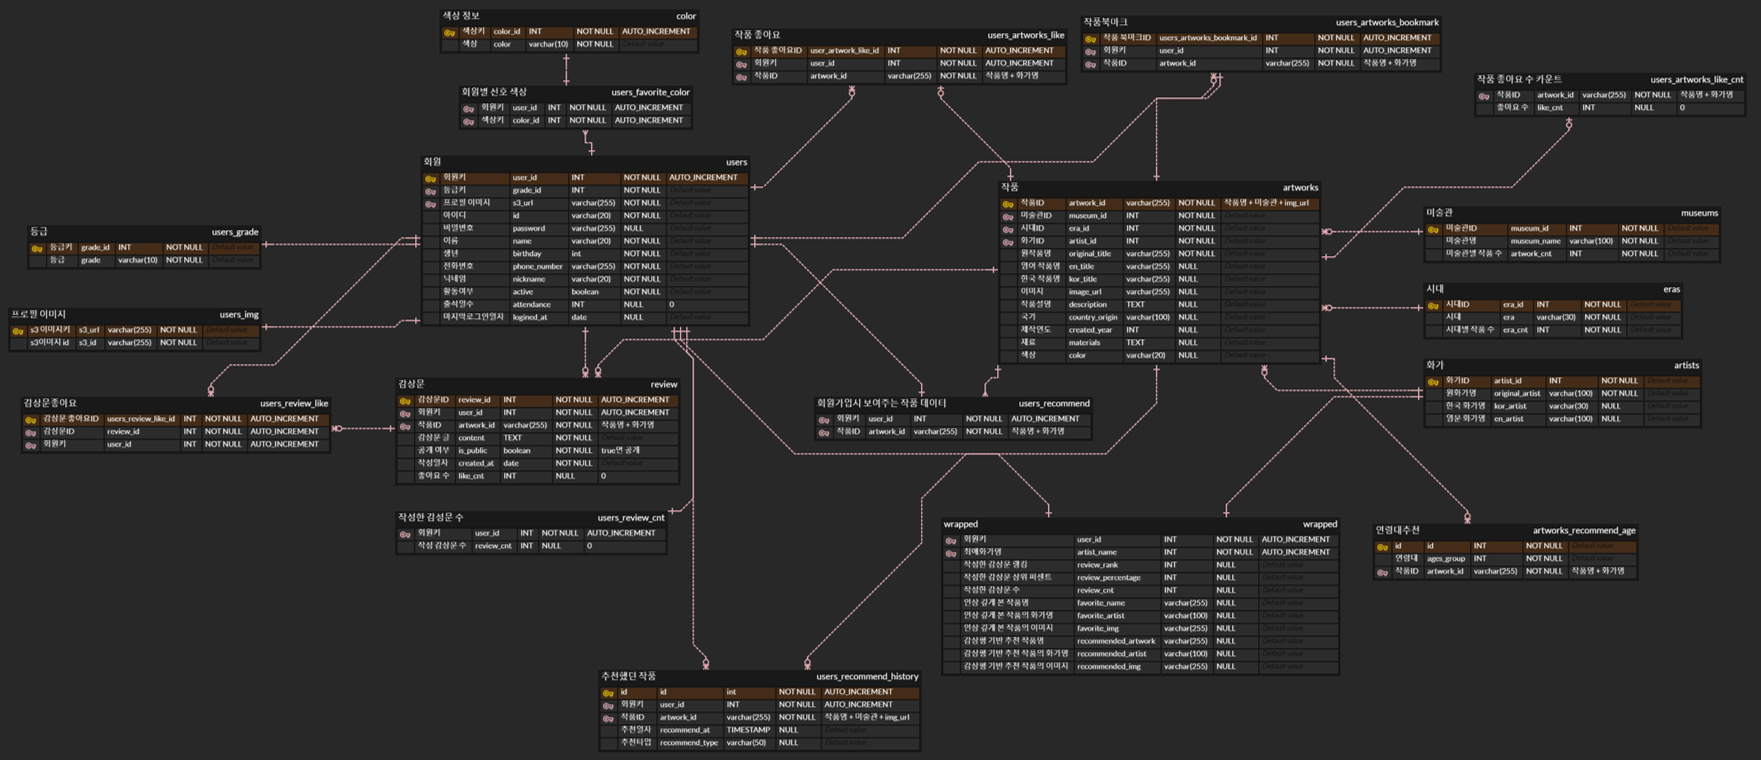 색상 정보 color
색상키 color_id INT NOT NULL AUTO_INCREMENT
색상 color varchar(10) NOT NULL Default value
작품 좋아요 users_artworks_like
작품 좋아요ID user_artwork_like_id INT NOT NULL AUTO_INCREMENT
회원키 user_id INT NOT NULL AUTO_INCREMENT
작품ID artwork_id varchar(255) NOT NULL 작품명 + 화가명
작품북마크 users_artworks_bookmark
작품 북마크ID users_artworks_bookmark_id INT NOT NULL AUTO_INCREMENT
회원키 user_id INT NOT NULL AUTO_INCREMENT
작품ID artwork_id varchar(255) NOT NULL 작품명 + 화가명
작품 좋아요 수 카운트 users_artworks_like_cnt
작품ID artwork_id varchar(255) NOT NULL 작품명 + 화가명
좋아요 수 like_cnt INT NULL 0
회원별 선호 색상 users_favorite_color
회원키 user_id INT NOT NULL AUTO_INCREMENT
색상키 color_id INT NOT NULL AUTO_INCREMENT
회원 users
회원키 user_id INT NOT NULL AUTO_INCREMENT
등급키 grade_id INT NOT NULL Default value
프로필 이미지 s3_url varchar(255) NOT NULL Default value
아이디 id varchar(20) NOT NULL Default value
비밀번호 password varchar(255) NULL Default value
이름 name varchar(20) NOT NULL Default value
생년 birthday int NOT NULL Default value
전화번호 phone_number varchar(255) NOT NULL Default value
닉네임 nickname varchar(20) NOT NULL Default value
활동여부 active boolean NOT NULL Default value
출석일수 attendance INT NULL 0
마지막로그인일자 logined_at date NULL Default value
작품 artworks
작품ID artwork_id varchar(255) NOT NULL 작품명 + 미술관 + img_url
미술관ID museum_id INT NOT NULL Default value
시대ID era_id INT NOT NULL Default value
화가ID artist_id INT NOT NULL Default value
원작품명 original_title varchar(255) NOT NULL Default value
영어 작품명 en_title varchar(255) NULL Default value
한국 작품명 kor_title varchar(255) NULL Default value
이미지 image_url varchar(255) NULL Default value
작품설명 description TEXT NULL Default value
국가 country_origin varchar(100) NULL Default value
제작연도 created_year INT NULL Default value
재료 materials TEXT NULL Default value
색상 color varchar(20) NULL Default value
미술관 museums
미술관ID museum_id INT NOT NULL Default value
미술관명 museum_name varchar(100) NOT NULL Default value
미술관별 작품 수 artwork_cnt INT NOT NULL Default value
등급 users_grade
등급키 grade_id INT NOT NULL Default value
등급 grade varchar(10) NOT NULL Default value
시대 eras
시대ID era_id INT NOT NULL Default value
시대 era varchar(30) NOT NULL Default value
시대별 작품 수 era_cnt INT NOT NULL Default value
프로필 이미지 users_img
s3 이미지키 s3_url varchar(255) NOT NULL Default value
s3이미지 id s3_id varchar(255) NOT NULL Default value
화가 artists
화가ID artist_id INT NOT NULL Default value
원화가명 original_artist varchar(100) NOT NULL Default value
한국 화가명 kor_artist varchar(30) NULL Default value
영문 화가명 en_artist varchar(100) NULL Default value
감상문좋아요 users_review_like
감상문 좋아요ID users_review_like_id INT NOT NULL AUTO_INCREMENT
감상문ID review_id INT NOT NULL AUTO_INCREMENT
회원키 user_id INT NOT NULL AUTO_INCREMENT
감상문 review
감상문ID review_id INT NOT NULL AUTO_INCREMENT
회원키 user_id INT NOT NULL AUTO_INCREMENT
작품ID artwork_id varchar(255) NOT NULL 작품명 + 화가명
감상문 글 content TEXT NOT NULL Default value
공개 여부 is_public boolean NOT NULL true면 공개
작성일자 created_at date NOT NULL Default value
좋아요 수 like_cnt INT NULL 0
회원가입시 보여주는 작품 데이터 users_recommend
회원키 user_id INT NOT NULL AUTO_INCREMENT
작품ID artwork_id varchar(255) NOT NULL 작품명 + 화가명
작성한 감상문 수 users_review_cnt
회원키 user_id INT NOT NULL AUTO_INCREMENT
작성 감상문 수 review_cnt INT NULL 0
wrapped wrapped
회원키 user_id INT NOT NULL AUTO_INCREMENT
최애화가명 artist_name INT NOT NULL AUTO_INCREMENT
작성한 감상문 랭킹 review_rank INT NULL Default value
작성한 감상문 상위 퍼센트 review_percentage INT NULL Default value
작성한 감상문 수 review_cnt INT NULL Default value
인상 깊게 본 작품명 favorite_name varchar(255) NULL Default value
인상 깊게 본 작품의 화가명 favorite_artist varchar(100) NULL Default value
인상 깊게 본 작품의 이미지 favorite_img varchar(255) NULL Default value
감상평 기반 추천 작품명 recommended_artwork varchar(255) NULL Default value
감상평 기반 추천 작품의 화가명 recommended_artist varchar(100) NULL Default value
감상평 기반 추천 작품의 이미지 recommended_img varchar(255) NULL Default value
연령대추천 artworks_recommend_age
id id INT NOT NULL Default value
연령대 ages_group INT NOT NULL Default value
작품ID artwork_id varchar(255) NOT NULL 작품명 + 화가명
추천했던 작품 users_recommend_history
id id int NOT NULL AUTO_INCREMENT
회원키 user_id INT NOT NULL AUTO_INCREMENT
작품ID artwork_id varchar(255) NOT NULL 작품명 + 미술관 + img_url
추천일시 recommend_at TIMESTAMP NULL Default value
추천타입 recommend_type varchar(50) NULL Default value